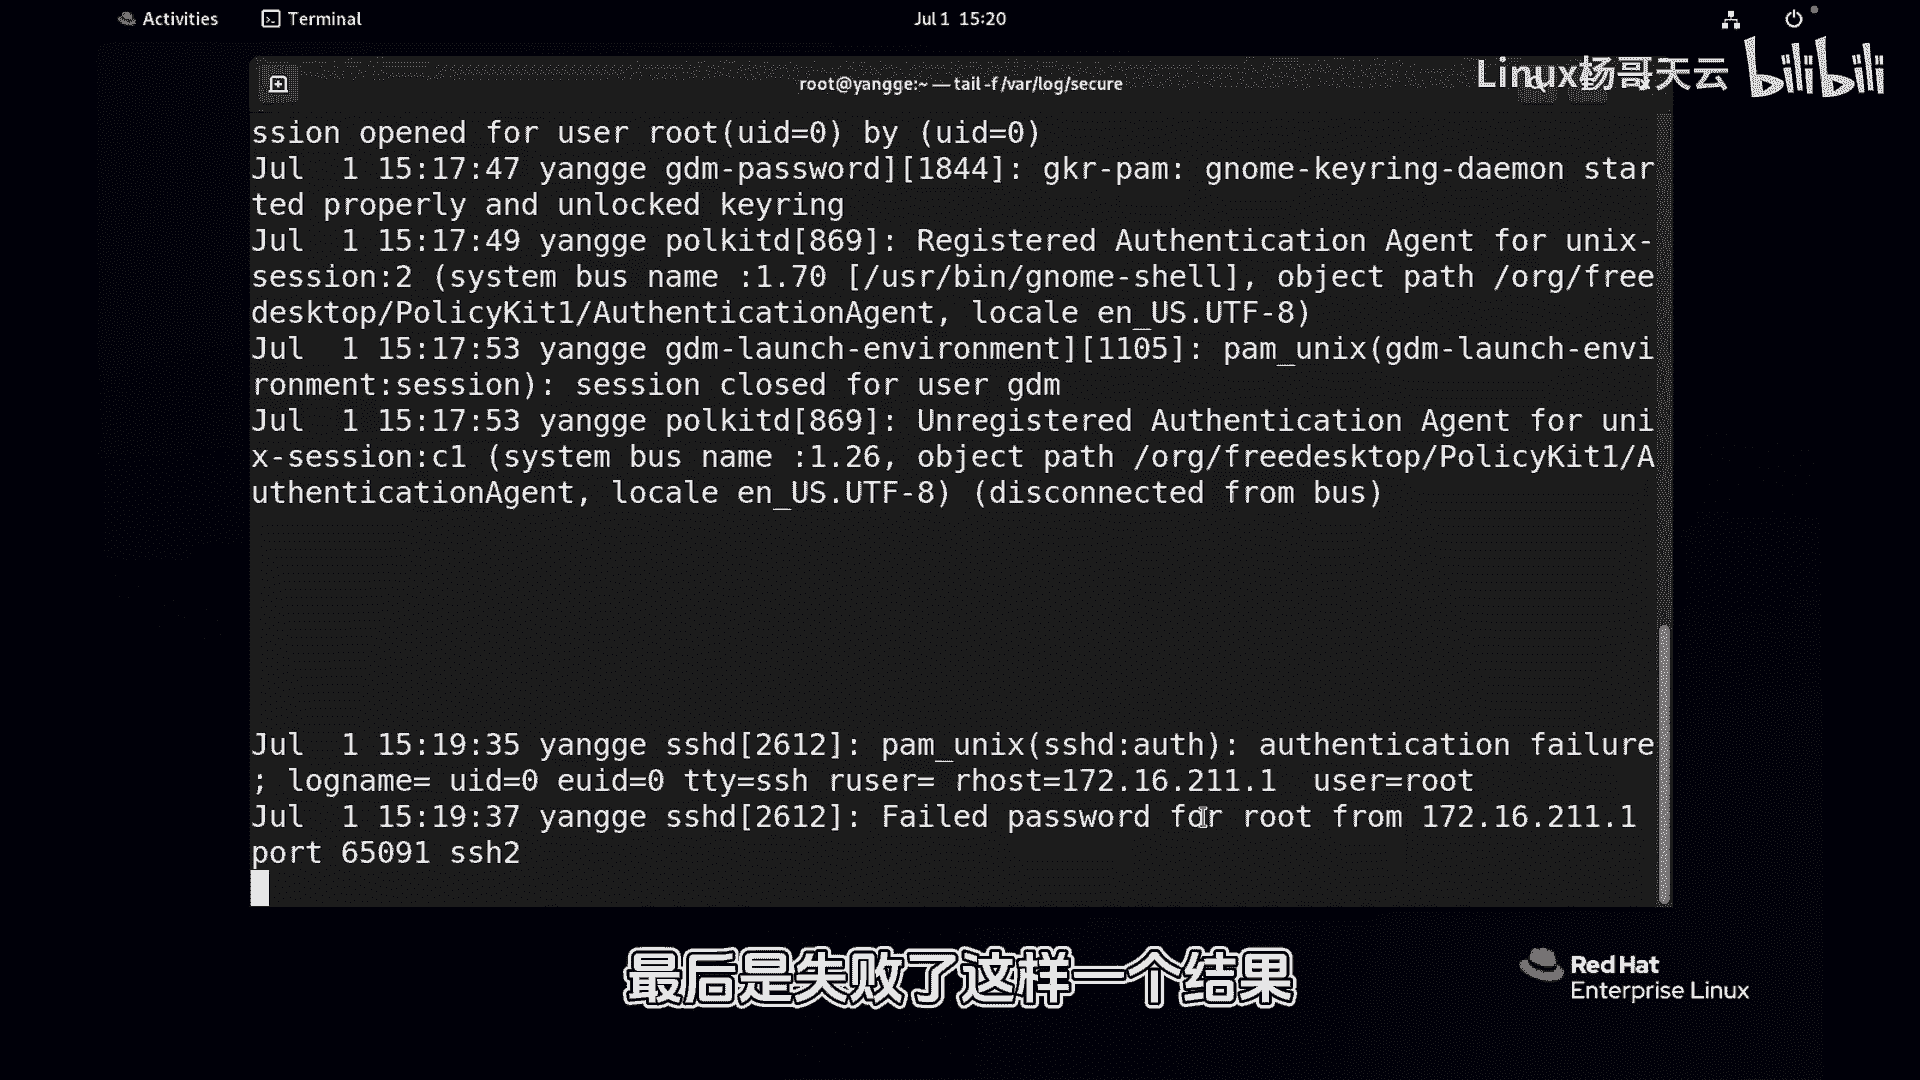 Activities
Terminal
Jul 1 15:20
root@yangge:~ — tail -f /var/log/secure
Linux杨哥天云 bilibili
ssion opened for user root(uid=0) by (uid=0)
Jul  1 15:17:47 yangge gdm-password][1844]: gkr-pam: gnome-keyring-daemon star
ted properly and unlocked keyring
Jul  1 15:17:49 yangge polkitd[869]: Registered Authentication Agent for unix-
session:2 (system bus name :1.70 [/usr/bin/gnome-shell], object path /org/free
desktop/PolicyKit1/AuthenticationAgent, locale en_US.UTF-8)
Jul  1 15:17:53 yangge gdm-launch-environment][1105]: pam_unix(gdm-launch-envi
ronment:session): session closed for user gdm
Jul  1 15:17:53 yangge polkitd[869]: Unregistered Authentication Agent for uni
x-session:c1 (system bus name :1.26, object path /org/freedesktop/PolicyKit1/A
uthenticationAgent, locale en_US.UTF-8) (disconnected from bus)
Jul  1 15:19:35 yangge sshd[2612]: pam_unix(sshd:auth): authentication failure
; logname= uid=0 euid=0 tty=ssh ruser= rhost=172.16.211.1  user=root
Jul  1 15:19:37 yangge sshd[2612]: Failed password for root from 172.16.211.1
port 65091 ssh2
最后是失败了这样一个结果
Red Hat
Enterprise Linux